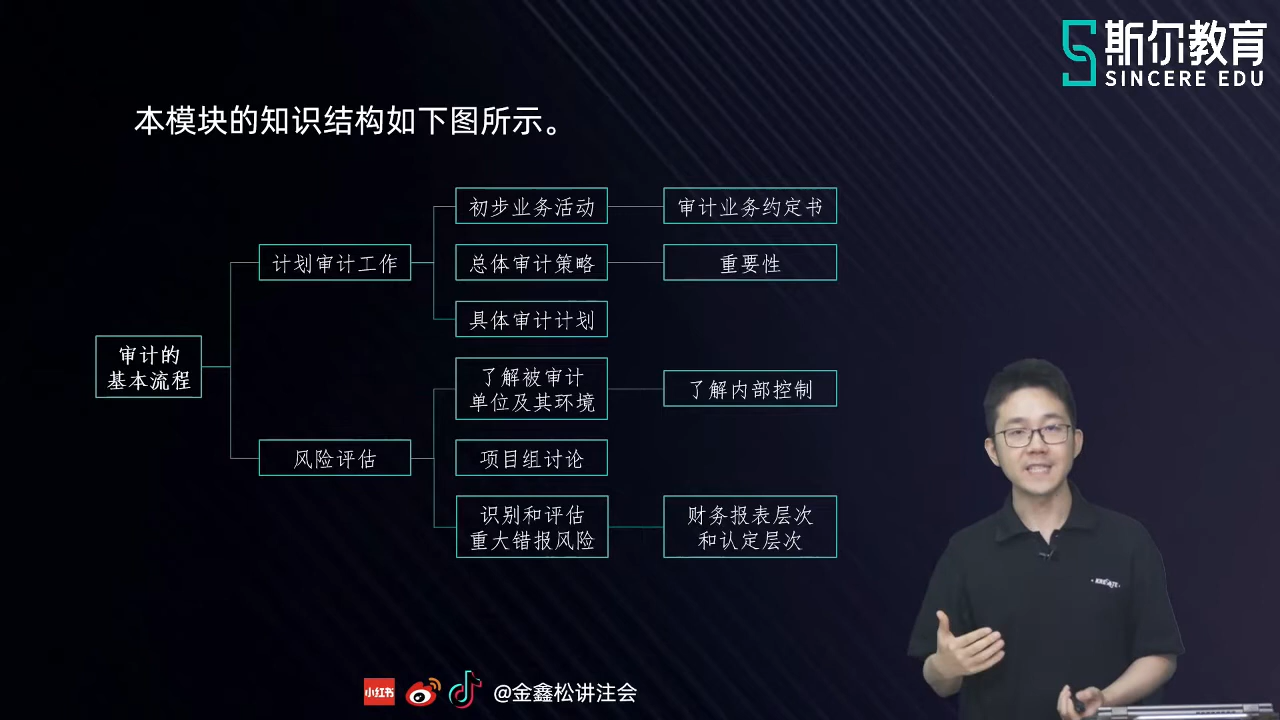 斯尔教育
SINCERE EDU
本模块的知识结构如下图所示。
审计的
基本流程
计划审计工作
初步业务活动
审计业务约定书
总体审计策略
重要性
具体审计计划
风险评估
了解被审计
单位及其环境
了解内部控制
项目组讨论
识别和评估
重大错报风险
财务报表层次
和认定层次
小红书
@金鑫松讲注会